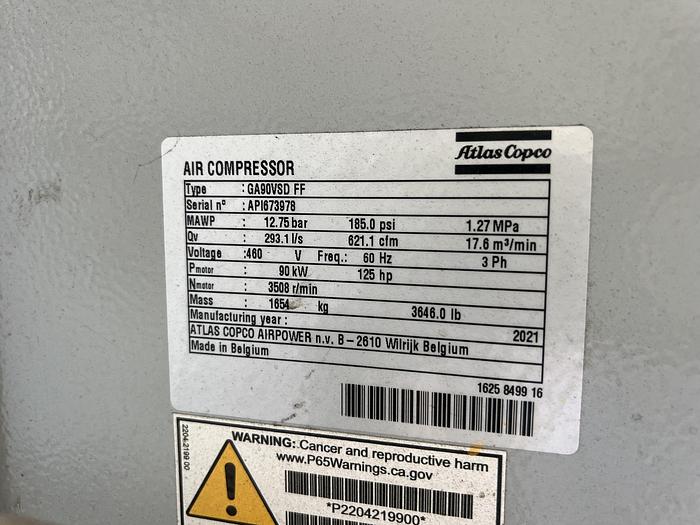 Atlas Copco
AIR COMPRESSOR
Type : GA90VSD FF
Serial n° : API673978
MAWP : 12.75 bar 185.0 psi 1.27 MPa
Qv : 293.1 l/s 621.1 cfm 17.6 m³/min
Voltage :460 V Freq.: 60 Hz 3 Ph
Pmotor : 90 kW 125 hp
Nmotor : 3508 r/min
Mass : 1654 kg 3646.0 lb
Manufacturing year : 2021
ATLAS COPCO AIRPOWER n.v. B – 2610 Wilrijk Belgium
Made in Belgium
1625 8499 16
2204-2199 00
WARNING: Cancer and reproductive harm
www.P65Warnings.ca.gov
*P2204219900*